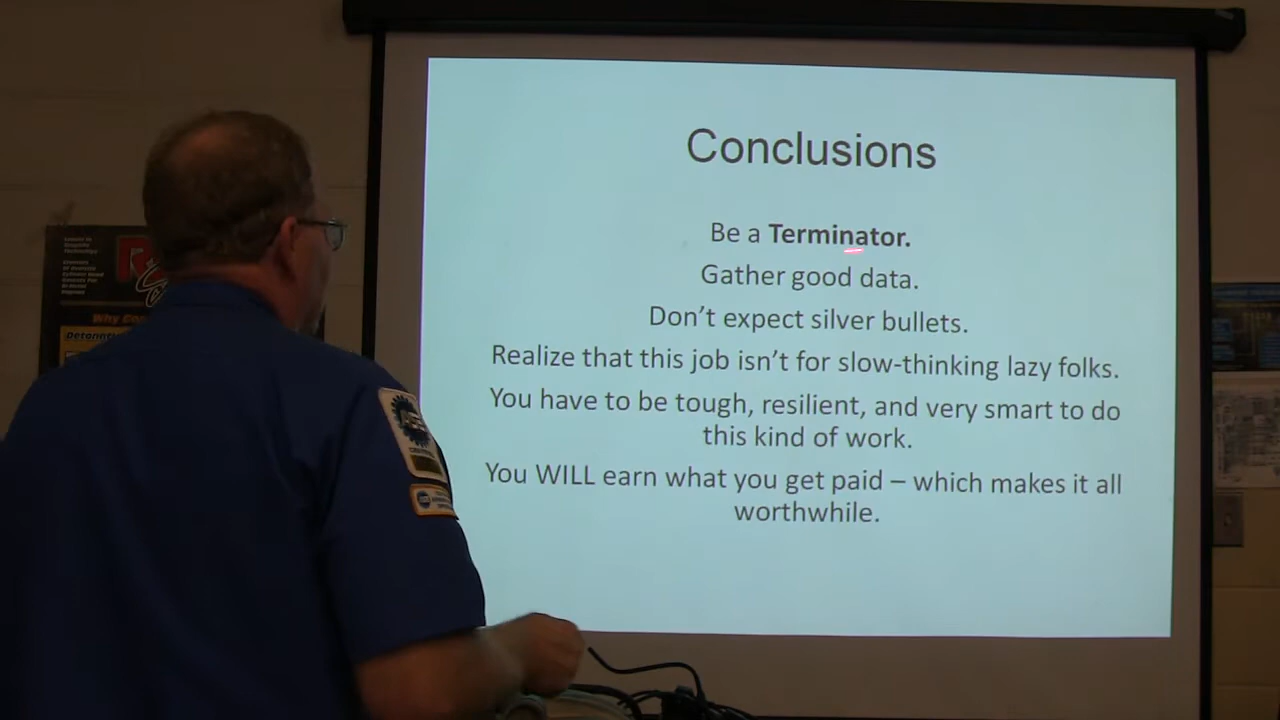 Conclusions
Be a Terminator.
Gather good data.
Don't expect silver bullets.
Realize that this job isn't for slow-thinking lazy folks.
You have to be tough, resilient, and very smart to do
this kind of work.
You WILL earn what you get paid – which makes it all
worthwhile.
Why